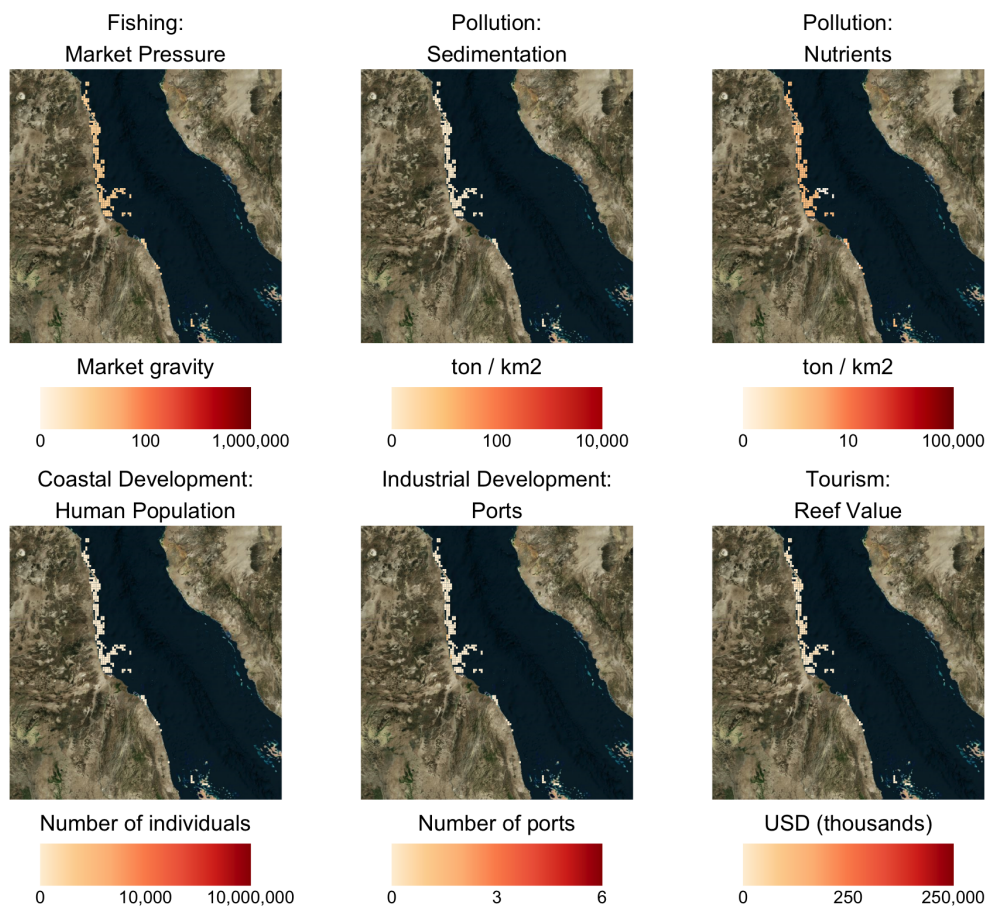 Fishing:
Market Pressure
Pollution:
Sedimentation
Pollution:
Nutrients
Market gravity
0 100 1,000,000
ton / km2
0 100 10,000
ton / km2
0 10 100,000
Coastal Development:
Human Population
Industrial Development:
Ports
Tourism:
Reef Value
Number of individuals
0 10,000 10,000,000
Number of ports
0 3 6
USD (thousands)
0 250 250,000